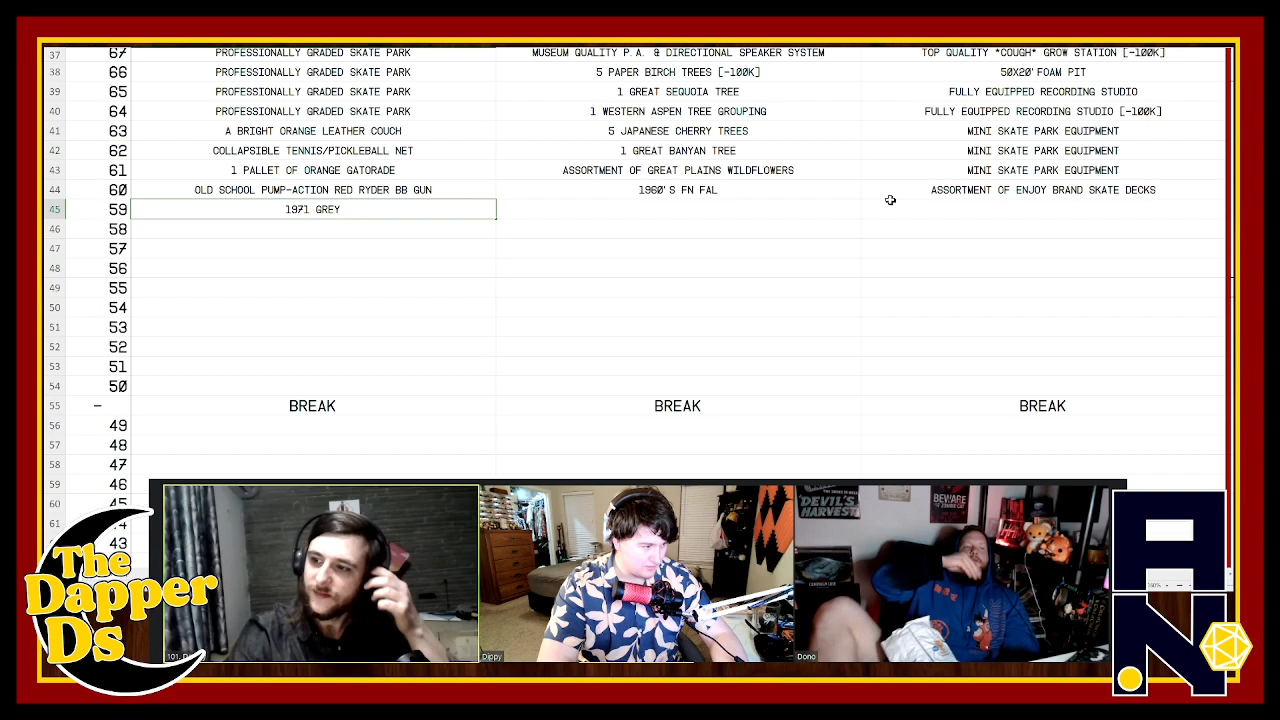 37 67 PROFESSIONALLY GRADED SKATE PARK MUSEUM QUALITY P.A. & DIRECTIONAL SPEAKER SYSTEM TOP QUALITY *COUGH* GROW STATION [-100K]
38 66 PROFESSIONALLY GRADED SKATE PARK 5 PAPER BIRCH TREES [-100K] 50X20' FOAM PIT
39 65 PROFESSIONALLY GRADED SKATE PARK 1 GREAT SEQUOIA TREE FULLY EQUIPPED RECORDING STUDIO
40 64 PROFESSIONALLY GRADED SKATE PARK 1 WESTERN ASPEN TREE GROUPING FULLY EQUIPPED RECORDING STUDIO [-100K]
41 63 A BRIGHT ORANGE LEATHER COUCH 5 JAPANESE CHERRY TREES MINI SKATE PARK EQUIPMENT
42 62 COLLAPSIBLE TENNIS/PICKLEBALL NET 1 GREAT BANYAN TREE MINI SKATE PARK EQUIPMENT
43 61 1 PALLET OF ORANGE GATORADE ASSORTMENT OF GREAT PLAINS WILDFLOWERS MINI SKATE PARK EQUIPMENT
44 60 OLD SCHOOL PUMP-ACTION RED RYDER BB GUN 1960'S FN FAL ASSORTMENT OF ENJOY BRAND SKATE DECKS
45 59 1971 GREY
46 58
47 57
48 56
49 55
50 54
51 53
52 52
53 51
54 50
55 - BREAK BREAK BREAK
56 49
57 48
58 47
59 46
60 45
61 44
43
DEVIL'S HARVEST
BEWARE
The Dapper Ds
Dippy
Dono
160%